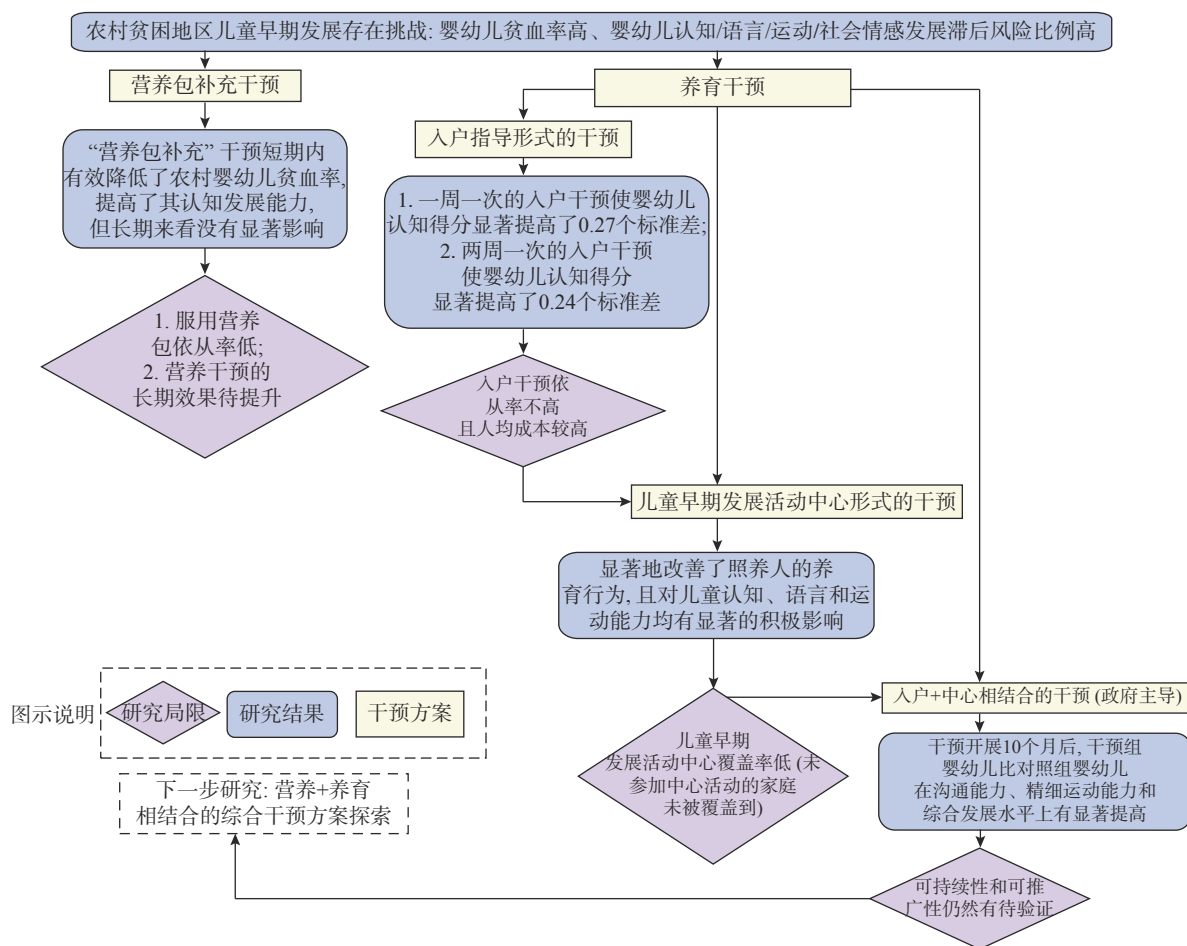 农村贫困地区儿童早期发展存在挑战: 婴幼儿贫血率高、婴幼儿认知/语言/运动/社会情感发展滞后风险比例高
营养包补充干预
养育干预
“营养包补充” 干预短期内
有效降低了农村婴幼儿贫血率,
提高了其认知发展能力,
但长期来看没有显著影响
1. 服用营养
包依从率低;
2. 营养干预的
长期效果待提升
入户指导形式的干预
1. 一周一次的入户干预使婴幼儿
认知得分显著提高了0.27个标准差;
2. 两周一次的入户干预
使婴幼儿认知得分
显著提高了0.24个标准差
入户干预依
从率不高
且人均成本较高
儿童早期发展活动中心形式的干预
显著地改善了照养人的养
育行为, 且对儿童认知、语言和运
动能力均有显著的积极影响
儿童早期
发展活动中心覆盖率低 (未
参加中心活动的家庭
未被覆盖到)
入户+中心相结合的干预 (政府主导)
干预开展10个月后, 干预组
婴幼儿比对照组婴幼儿
在沟通能力、精细运动能力和
综合发展水平上有显著提高
可持续性和可推
广性仍然有待验证
图示说明
研究局限
研究结果
干预方案
下一步研究: 营养+养育
相结合的综合干预方案探索